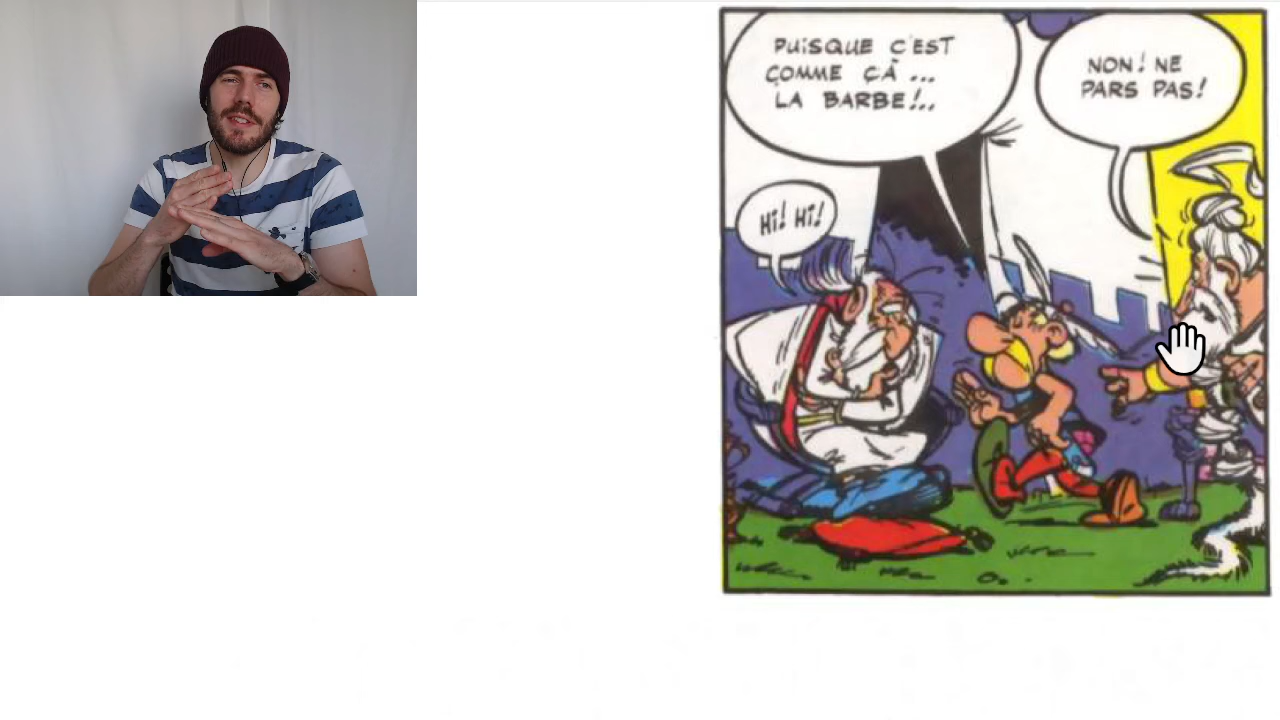 PUISQUE C'EST
COMME ÇA ...
LA BARBE!..
NON! NE
PARS PAS!
HI! HI!